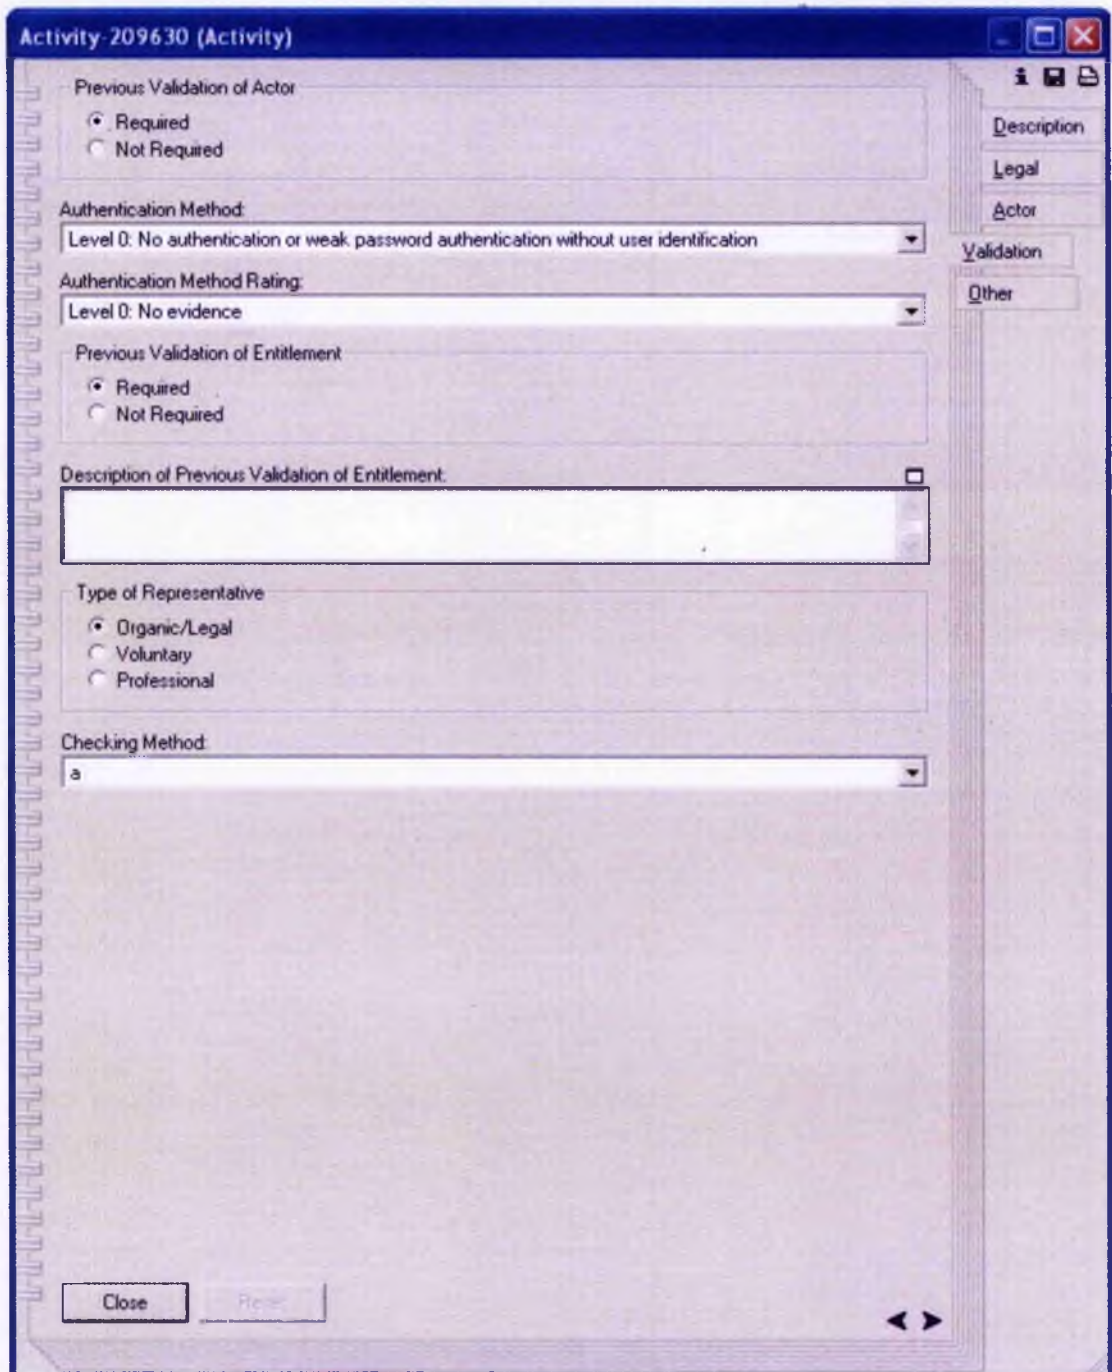 Activity-209630 (Activity)
Previous Validation of Actor
Required
Not Required
Authentication Method:
Level 0: No authentication or weak password authentication without user identification
Authentication Method Rating:
Level 0: No evidence
Previous Validation of Entitlement
Required
Not Required
Description of Previous Validation of Entitlement:
Type of Representative
Organic/Legal
Voluntary
Professional
Checking Method:
a
Close
Reset
Description
Legal
Actor
Validation
Other